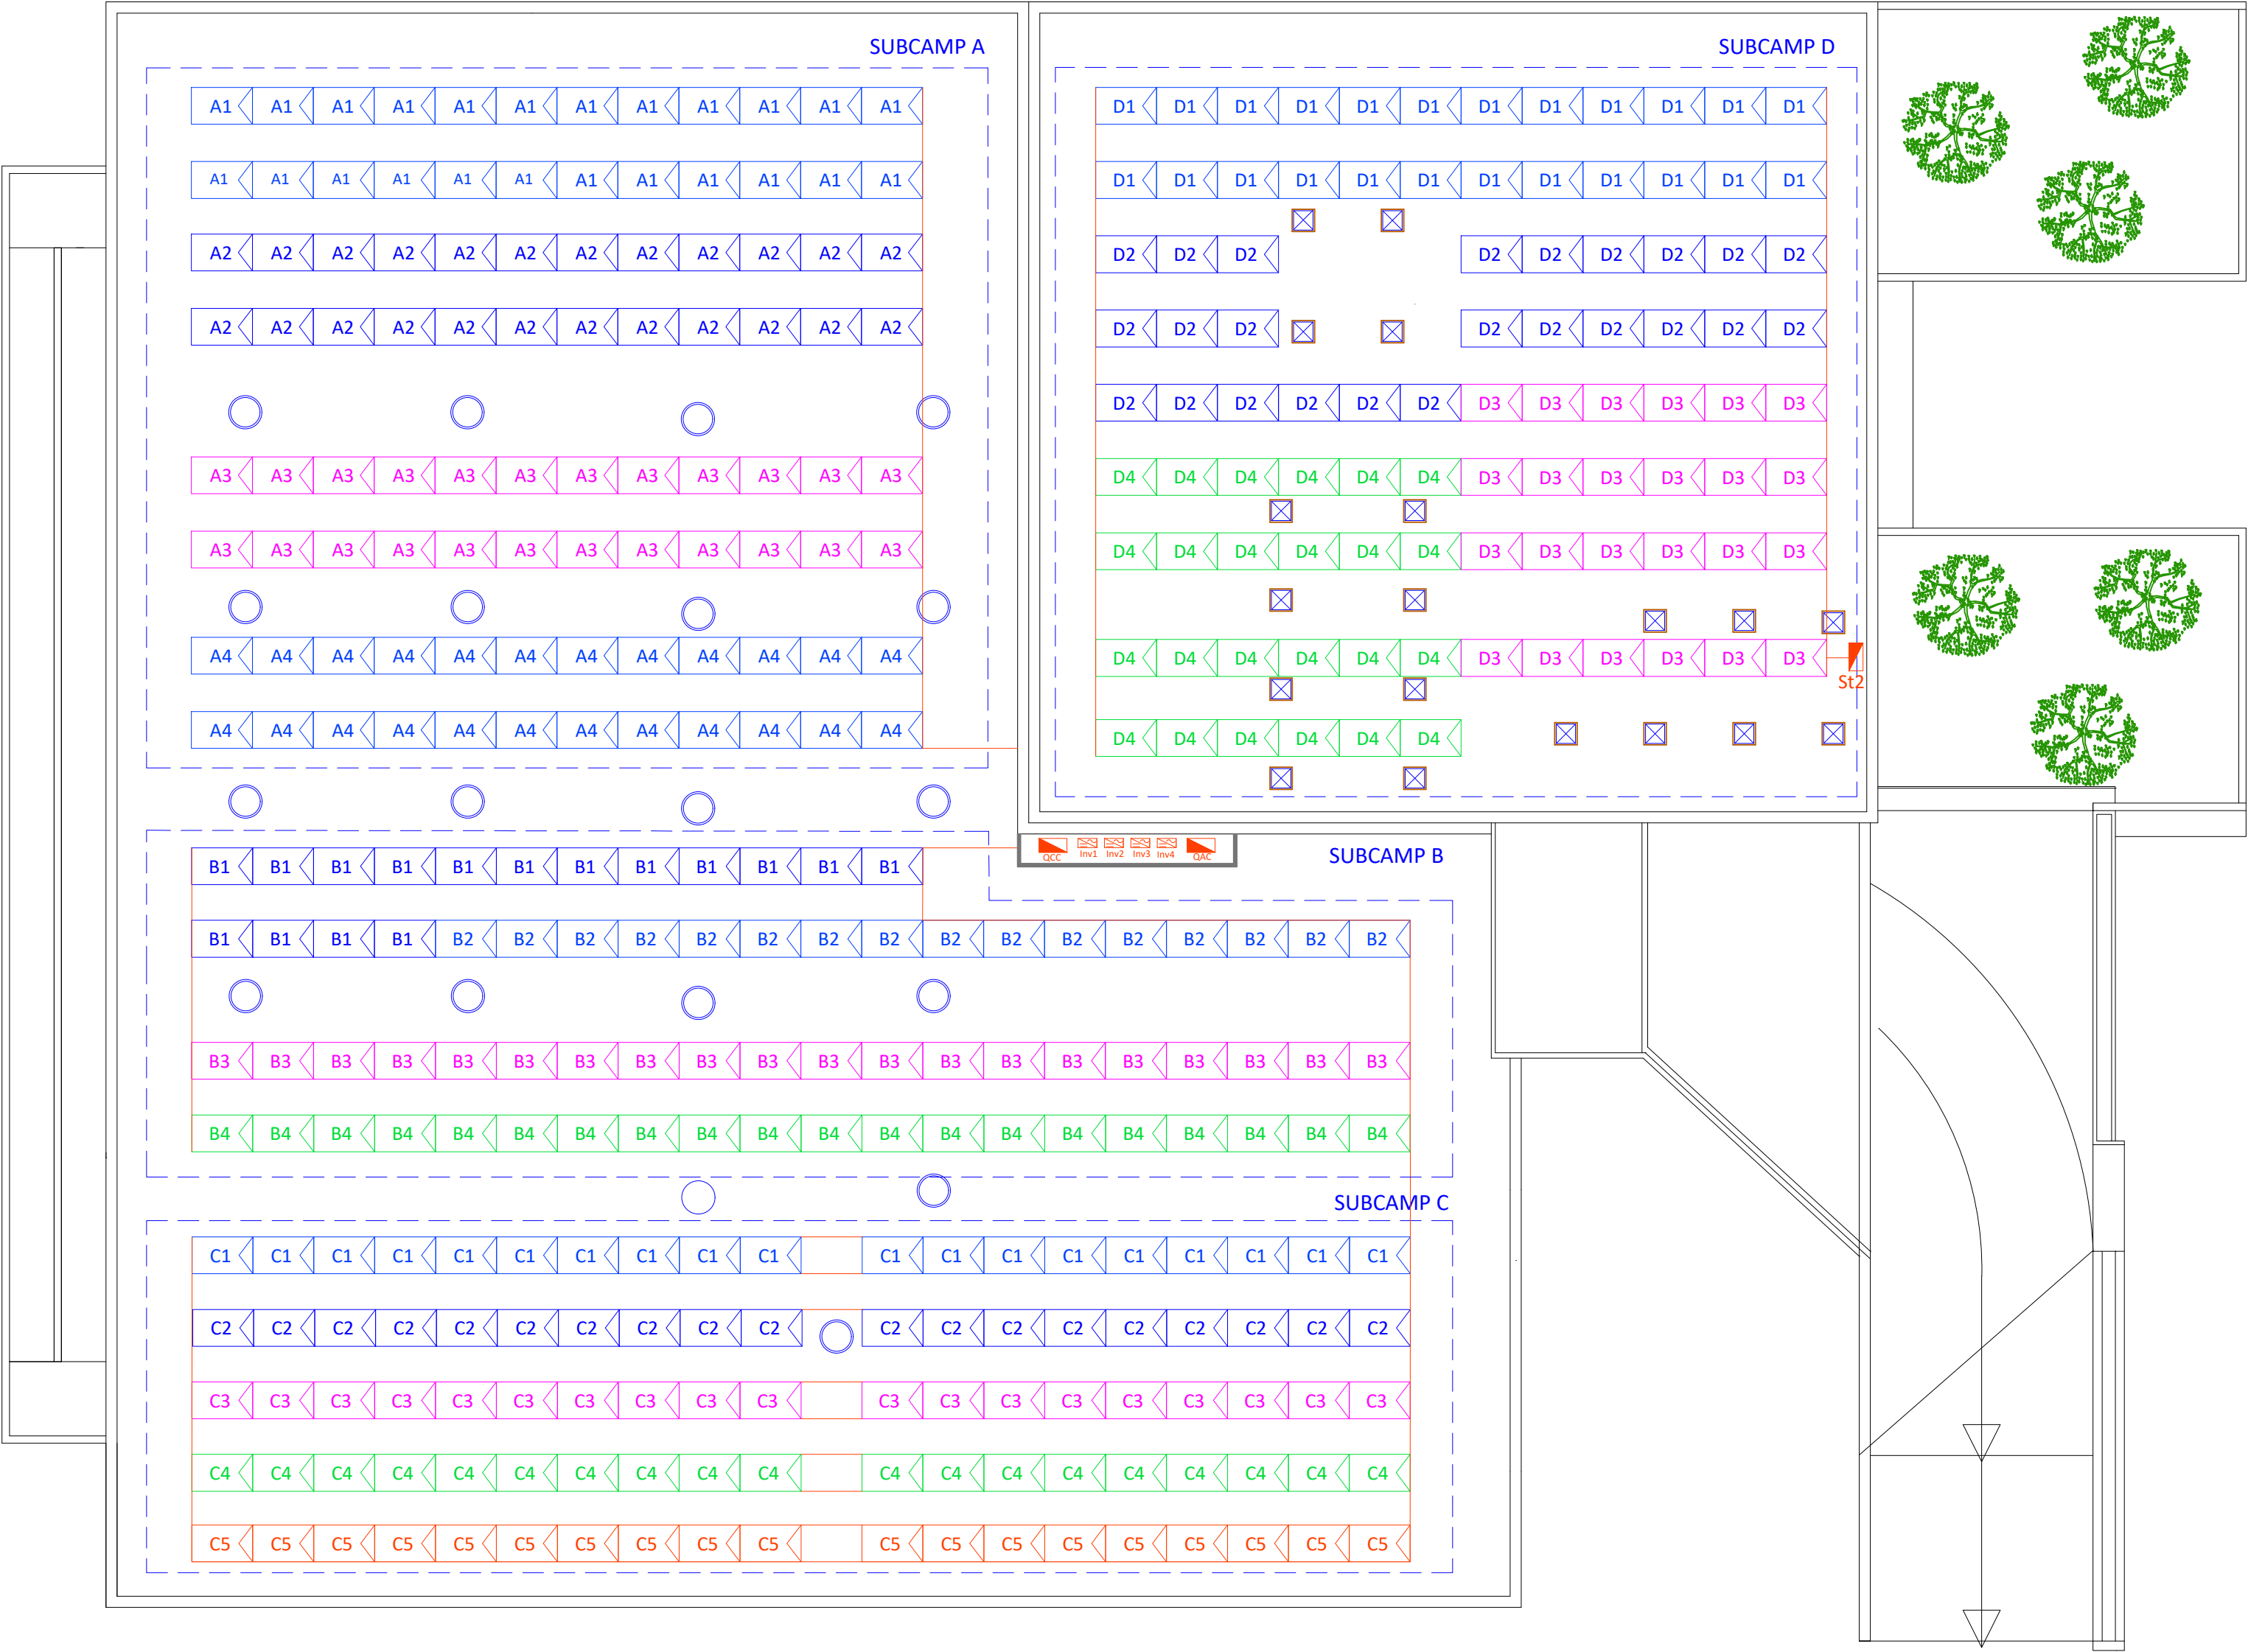 SUBCAMP A
A1 A1 A1 A1 A1 A1 A1 A1 A1 A1 A1 A1
A1 A1 A1 A1 A1 A1 A1 A1 A1 A1 A1 A1
A2 A2 A2 A2 A2 A2 A2 A2 A2 A2 A2 A2
A2 A2 A2 A2 A2 A2 A2 A2 A2 A2 A2 A2
A3 A3 A3 A3 A3 A3 A3 A3 A3 A3 A3 A3
A3 A3 A3 A3 A3 A3 A3 A3 A3 A3 A3 A3
A4 A4 A4 A4 A4 A4 A4 A4 A4 A4 A4 A4
A4 A4 A4 A4 A4 A4 A4 A4 A4 A4 A4 A4
SUBCAMP D
D1 D1 D1 D1 D1 D1 D1 D1 D1 D1 D1 D1
D1 D1 D1 D1 D1 D1 D1 D1 D1 D1 D1 D1
D2 D2 D2 D2 D2 D2 D2 D2 D2
D2 D2 D2 D2 D2 D2 D2 D2 D2
D2 D2 D2 D2 D2 D2 D3 D3 D3 D3 D3 D3
D4 D4 D4 D4 D4 D4 D3 D3 D3 D3 D3 D3
D4 D4 D4 D4 D4 D4 D3 D3 D3 D3 D3 D3
D4 D4 D4 D4 D4 D4 D3 D3 D3 D3 D3 D3
St2
D4 D4 D4 D4 D4 D4
QCC Inv1 Inv2 Inv3 Inv4 QAC
SUBCAMP B
B1 B1 B1 B1 B1 B1 B1 B1 B1 B1 B1 B1
B1 B1 B1 B1 B2 B2 B2 B2 B2 B2 B2 B2 B2 B2 B2 B2 B2 B2 B2 B2
B3 B3 B3 B3 B3 B3 B3 B3 B3 B3 B3 B3 B3 B3 B3 B3 B3 B3 B3 B3
B4 B4 B4 B4 B4 B4 B4 B4 B4 B4 B4 B4 B4 B4 B4 B4 B4 B4 B4 B4
SUBCAMP C
C1 C1 C1 C1 C1 C1 C1 C1 C1 C1 C1 C1 C1 C1 C1 C1 C1 C1 C1
C2 C2 C2 C2 C2 C2 C2 C2 C2 C2 C2 C2 C2 C2 C2 C2 C2 C2 C2
C3 C3 C3 C3 C3 C3 C3 C3 C3 C3 C3 C3 C3 C3 C3 C3 C3 C3 C3
C4 C4 C4 C4 C4 C4 C4 C4 C4 C4 C4 C4 C4 C4 C4 C4 C4 C4 C4
C5 C5 C5 C5 C5 C5 C5 C5 C5 C5 C5 C5 C5 C5 C5 C5 C5 C5 C5